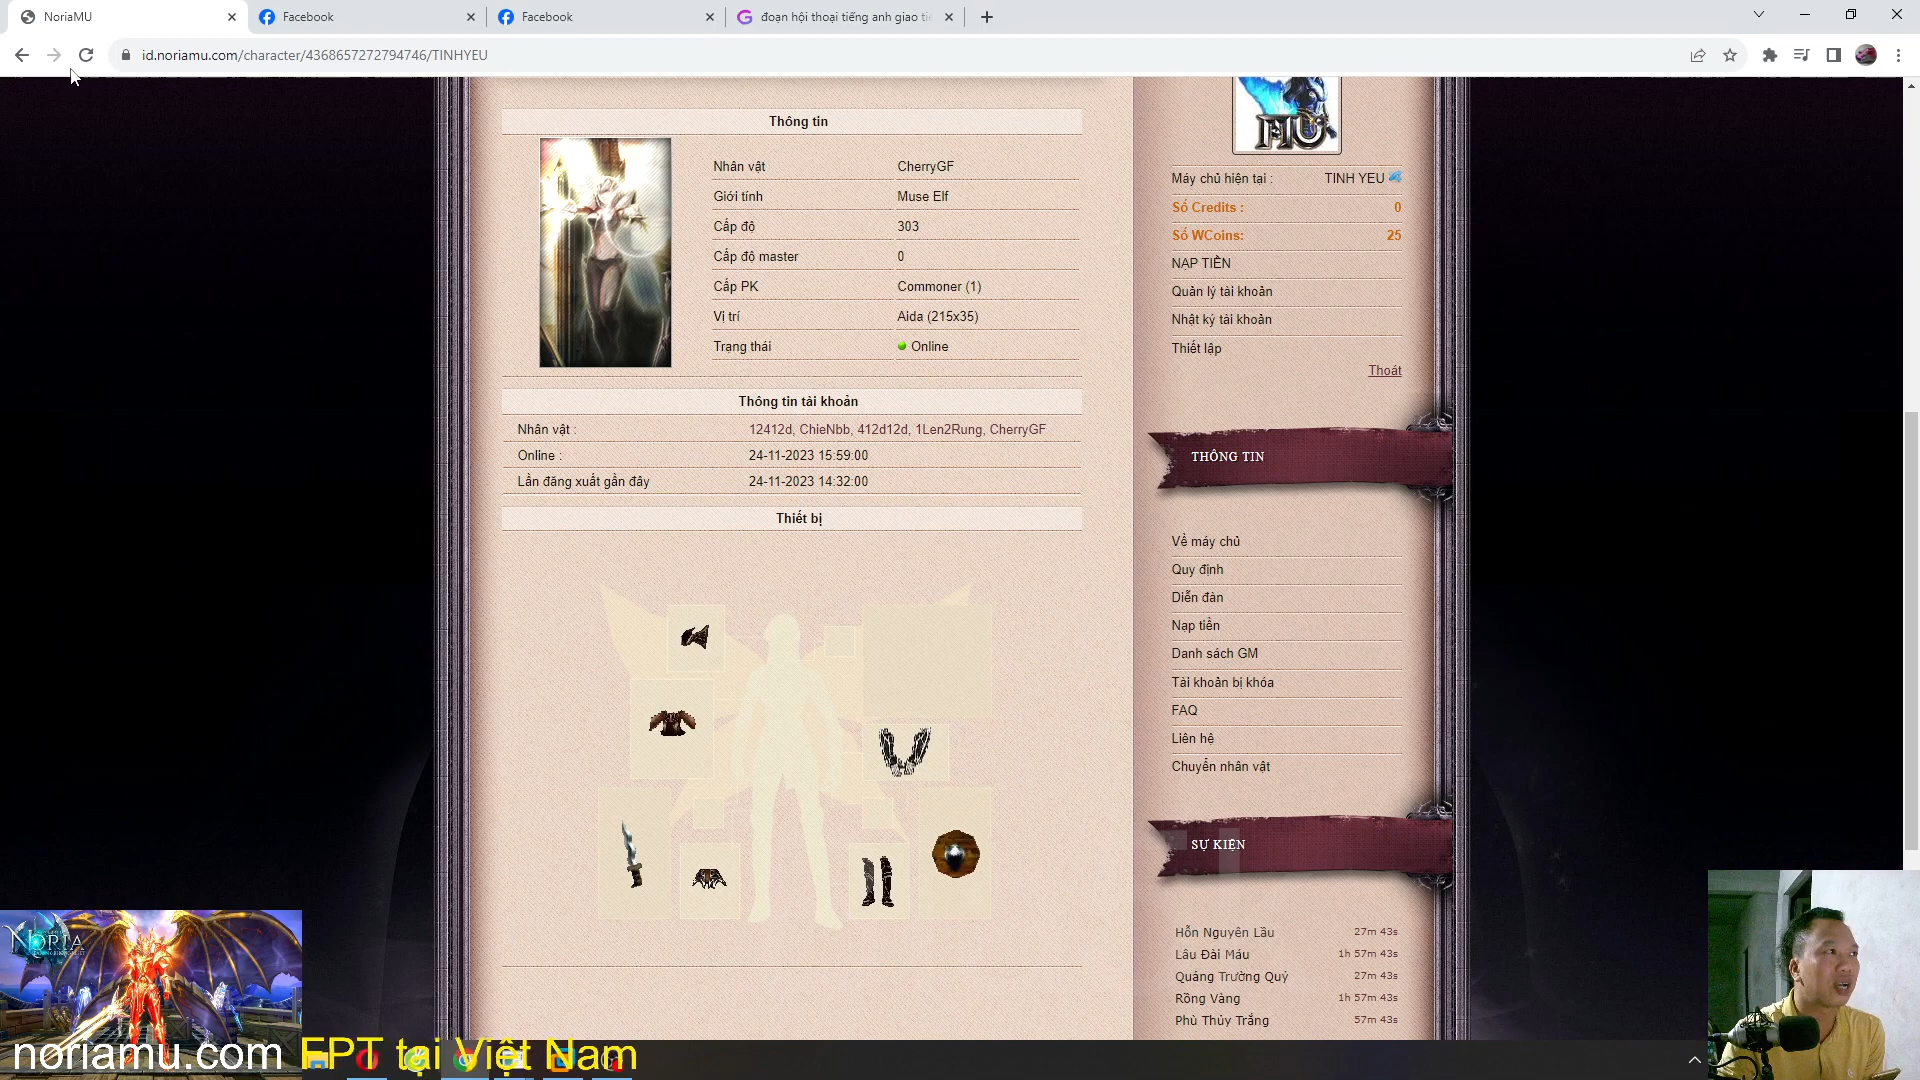 NoriaMU
Facebook
Facebook
đoạn hội thoại tiếng anh giao tiế
id.noriamu.com/character/4368657272794746/TINHYEU
Thông tin
Nhân vật CherryGF
Giới tính Muse Elf
Cấp độ 303
Cấp độ master 0
Cấp PK Commoner (1)
Vị trí Aida (215x35)
Trạng thái Online
Thông tin tài khoản
Nhân vật : 12412d, ChieNbb, 412d12d, 1Len2Rung, CherryGF
Online : 24-11-2023 15:59:00
Lần đăng xuất gần đây 24-11-2023 14:32:00
Thiết bị
MU
Máy chủ hiện tại : TINH YEU
Số Credits : 0
Số WCoins: 25
NẠP TIỀN
Quản lý tài khoản
Nhật ký tài khoản
Thiết lập
Thoát
THÔNG TIN
Về máy chủ
Quy định
Diễn đàn
Nạp tiền
Danh sách GM
Tài khoản bị khóa
FAQ
Liên hệ
Chuyển nhân vật
SỰ KIỆN
Hỗn Nguyên Lầu 27m 43s
Lâu Đài Máu 1h 57m 43s
Quảng Trường Quỷ 27m 43s
Rồng Vàng 1h 57m 43s
Phù Thủy Trắng 57m 43s
NORIA
noriamu.com FPT tại Việt Nam